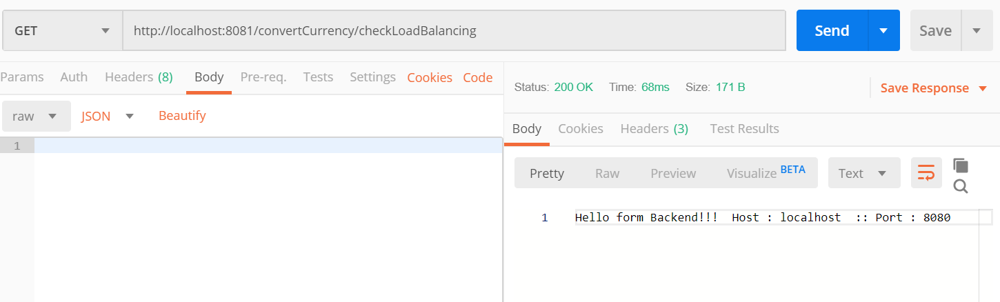 GET http://localhost:8081/convertCurrency/checkLoadBalancing Send Save
Params Auth Headers (8) Body Pre-req. Tests Settings Cookies Code
raw JSON Beautify
1
Status: 200 OK Time: 68ms Size: 171 B Save Response
Body Cookies Headers (3) Test Results
Pretty Raw Preview Visualize BETA Text
1 Hello form Backend!!!  Host : localhost  :: Port : 8080